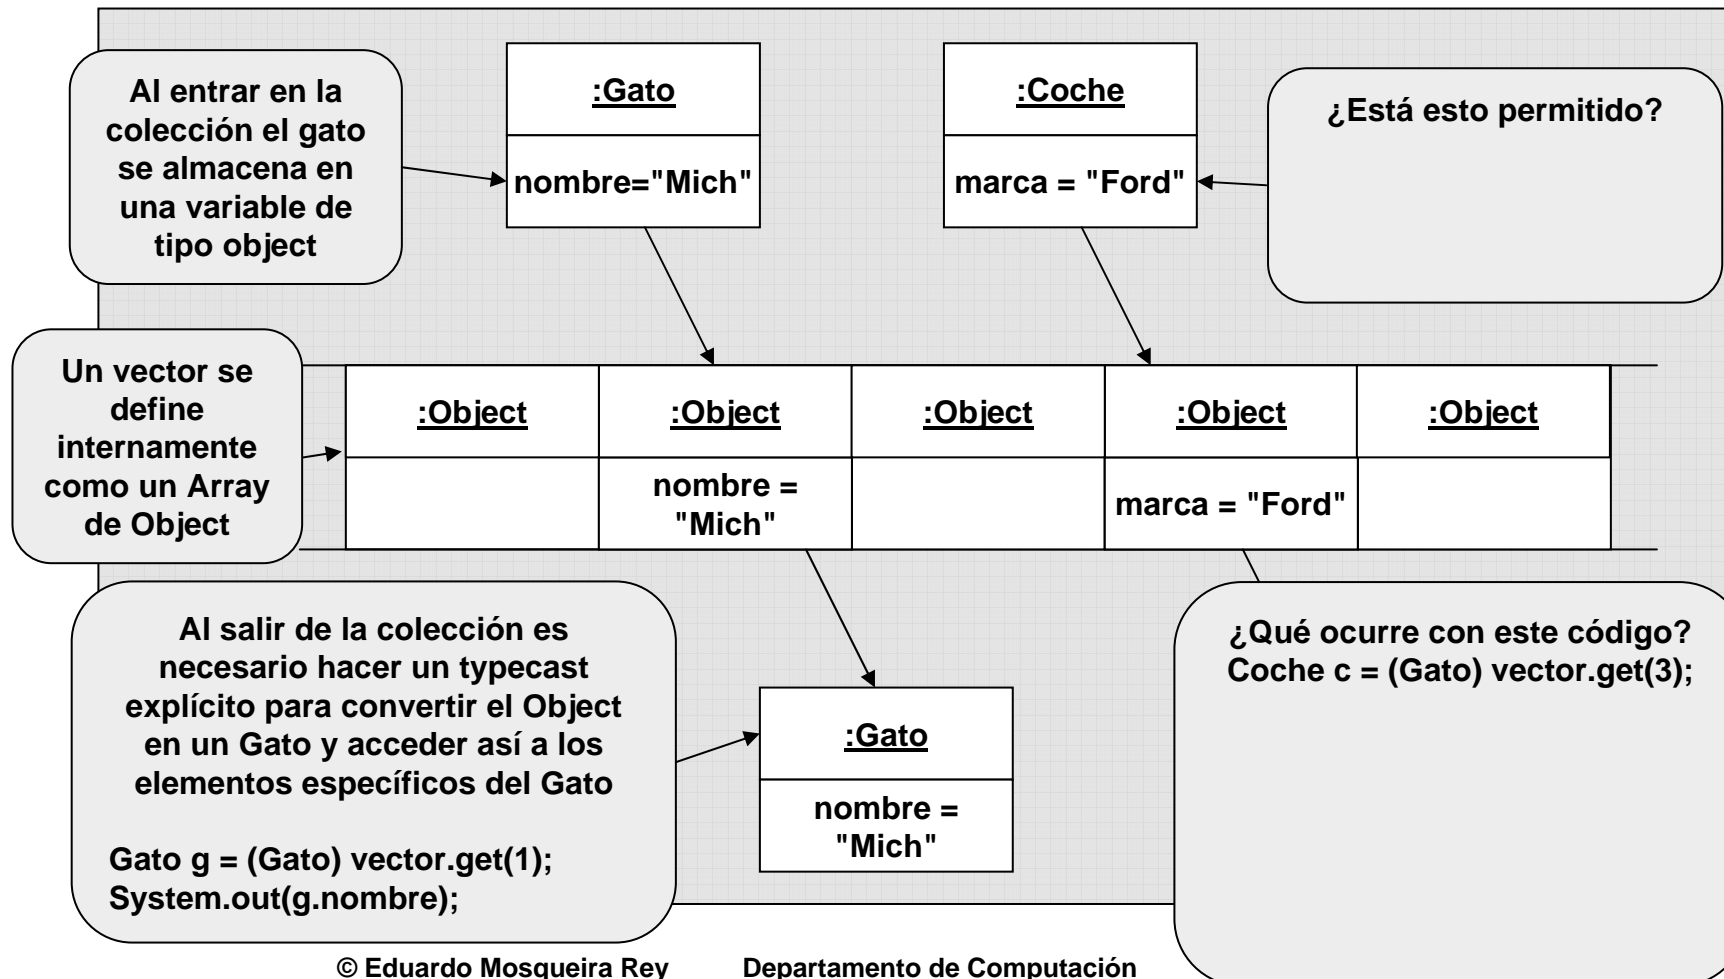 Al entrar en la
colección el gato
se almacena en
una variable de
tipo object
:Gato
nombre="Mich"
:Coche
marca = "Ford"
¿Está esto permitido?
Un vector se
define
internamente
como un Array
de Object
:Object
:Object
nombre =
"Mich"
:Object
:Object
marca = "Ford"
:Object
Al salir de la colección es
necesario hacer un typecast
explícito para convertir el Object
en un Gato y acceder así a los
elementos específicos del Gato
Gato g = (Gato) vector.get(1);
System.out(g.nombre);
:Gato
nombre =
"Mich"
¿Qué ocurre con este código?
Coche c = (Gato) vector.get(3);
© Eduardo Mosqueira Rey Departamento de Computación